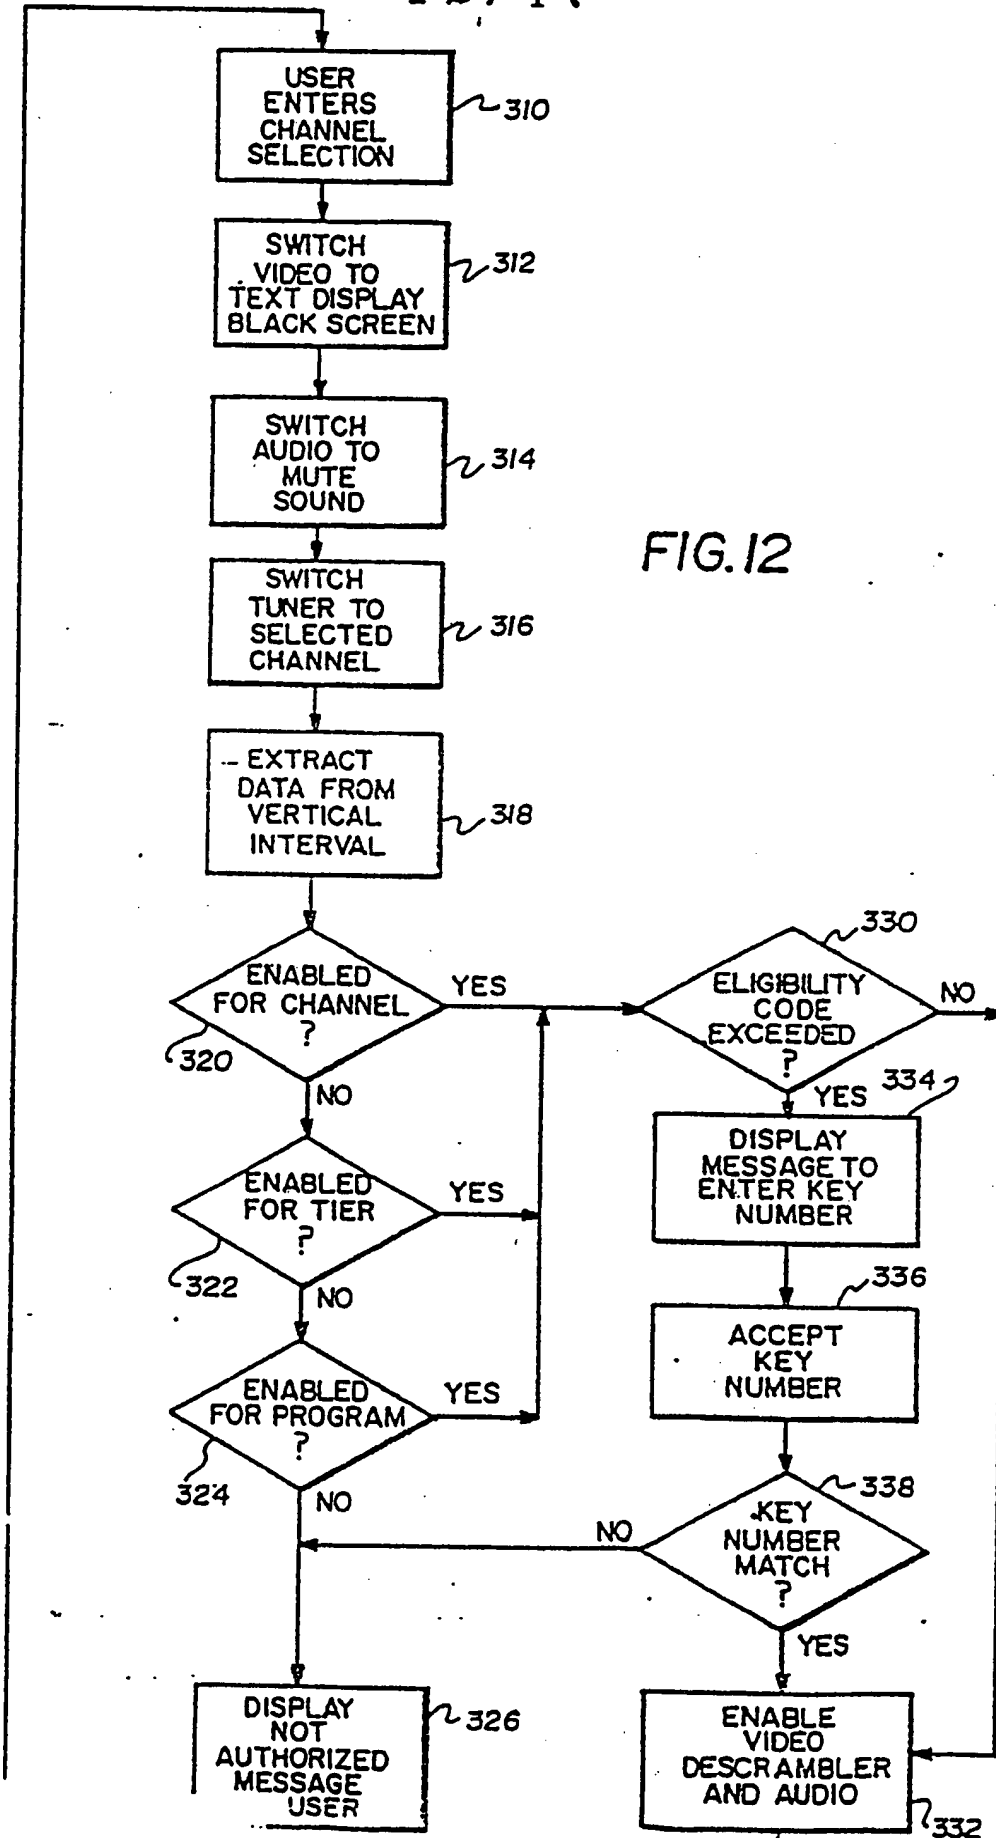 USER
ENTERS
CHANNEL
SELECTION
310
SWITCH
VIDEO TO
TEXT DISPLAY
BLACK SCREEN
312
SWITCH
AUDIO TO
MUTE
SOUND
314
FIG.12
SWITCH
TUNER TO
SELECTED
CHANNEL
316
EXTRACT
DATA FROM
VERTICAL
INTERVAL
318
ENABLED
FOR CHANNEL
?
320
YES
NO
330
ELIGIBILITY
CODE
EXCEEDED
?
NO
YES
334
DISPLAY
MESSAGE TO
ENTER KEY
NUMBER
ENABLED
FOR TIER
?
322
YES
NO
336
ACCEPT
KEY
NUMBER
ENABLED
FOR PROGRAM
?
324
YES
NO
338
KEY
NUMBER
MATCH
?
NO
YES
DISPLAY
NOT
AUTHORIZED
MESSAGE
USER
326
ENABLE
VIDEO
DESCRAMBLER
AND AUDIO
332